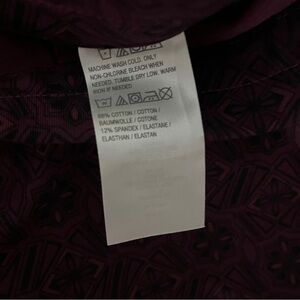 MACHINE WASH COLD. ONLY
NON-CHLORINE BLEACH WHEN
NEEDED. TUMBLE DRY LOW. WARM
IRON IF NEEDED
88% COTTON / COTTON /
BAUMWOLLE / COTONE
12% SPANDEX / ELASTANE /
ELASTHAN / ELASTAN